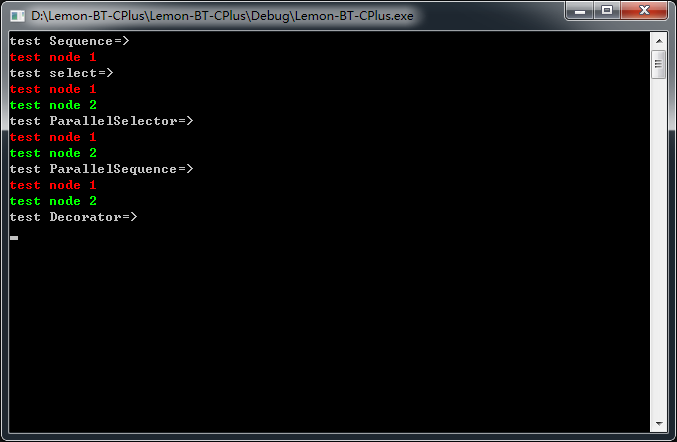 D:\Lemon-BT-CPlus\Lemon-BT-CPlus\Debug\Lemon-BT-CPlus.exe
test Sequence=>
test node 1
test select=>
test node 1
test node 2
test ParallelSelector=>
test node 1
test node 2
test ParallelSequence=>
test node 1
test node 2
test Decorator=>